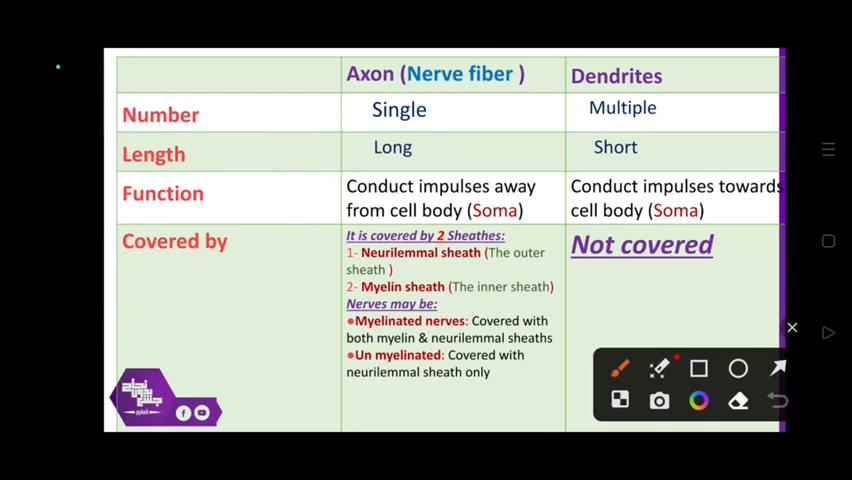 Axon (Nerve fiber ) Dendrites
Number Single Multiple
Length Long Short
Function Conduct impulses away Conduct impulses towards
from cell body (Soma) cell body (Soma)
Covered by It is covered by 2 Sheathes: Not covered
1- Neurilemmal sheath (The outer
sheath )
2- Myelin sheath (The inner sheath)
Nerves may be:
●Myelinated nerves: Covered with
both myelin & neurilemmal sheaths
●Un myelinated: Covered with
neurilemmal sheath only